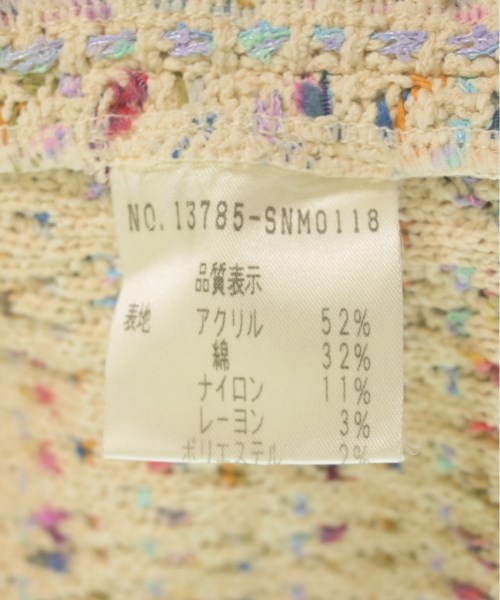 NO. 13785-SNM0118
品質表示
表地 アクリル 52%
綿 32%
ナイロン 11%
レーヨン 3%
ポリエステル 2%